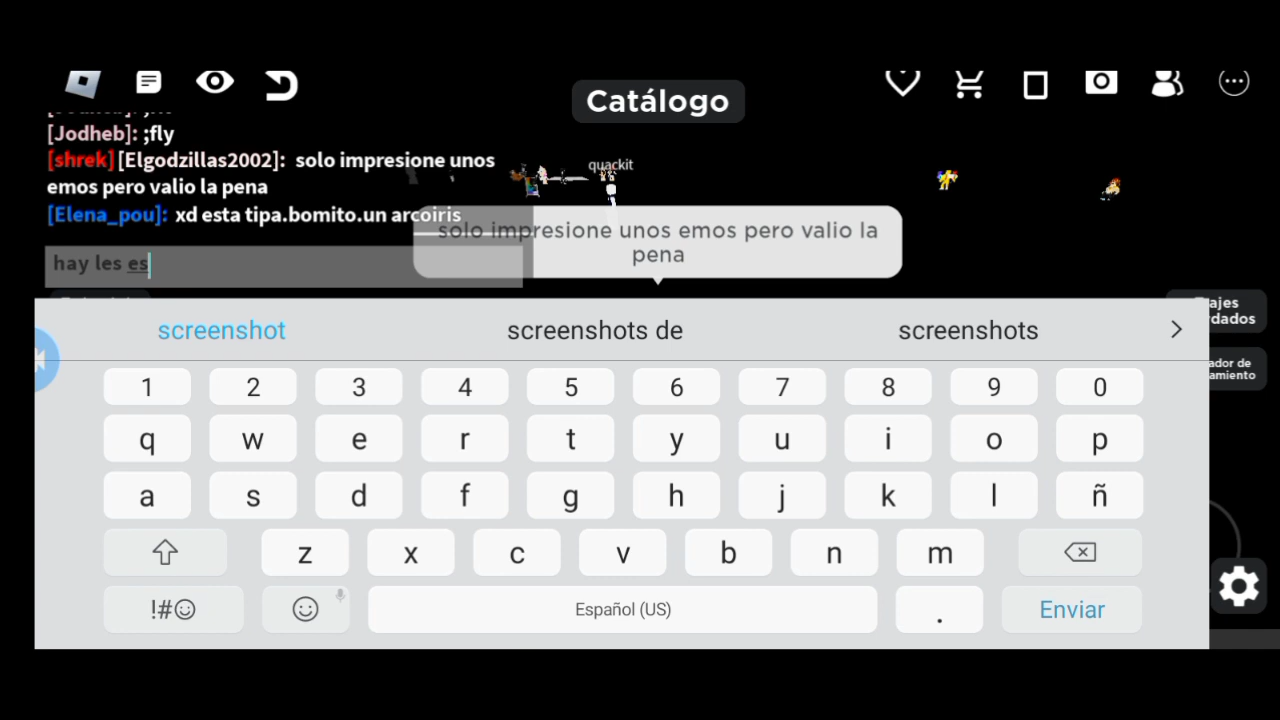 Catálogo
[Jodheb]: ;fly
[shrek][Elgodzillas2002]: solo impresione unos
emos pero valio la pena
[Elena_pou]: xd esta tipa.bomito.un arcoiris
quackit
solo impresione unos emos pero valio la
pena
hay les es
screenshot screenshots de screenshots
1 2 3 4 5 6 7 8 9 0
q w e r t y u i o p
a s d f g h j k l ñ
z x c v b n m
!#☺ Español (US) . Enviar